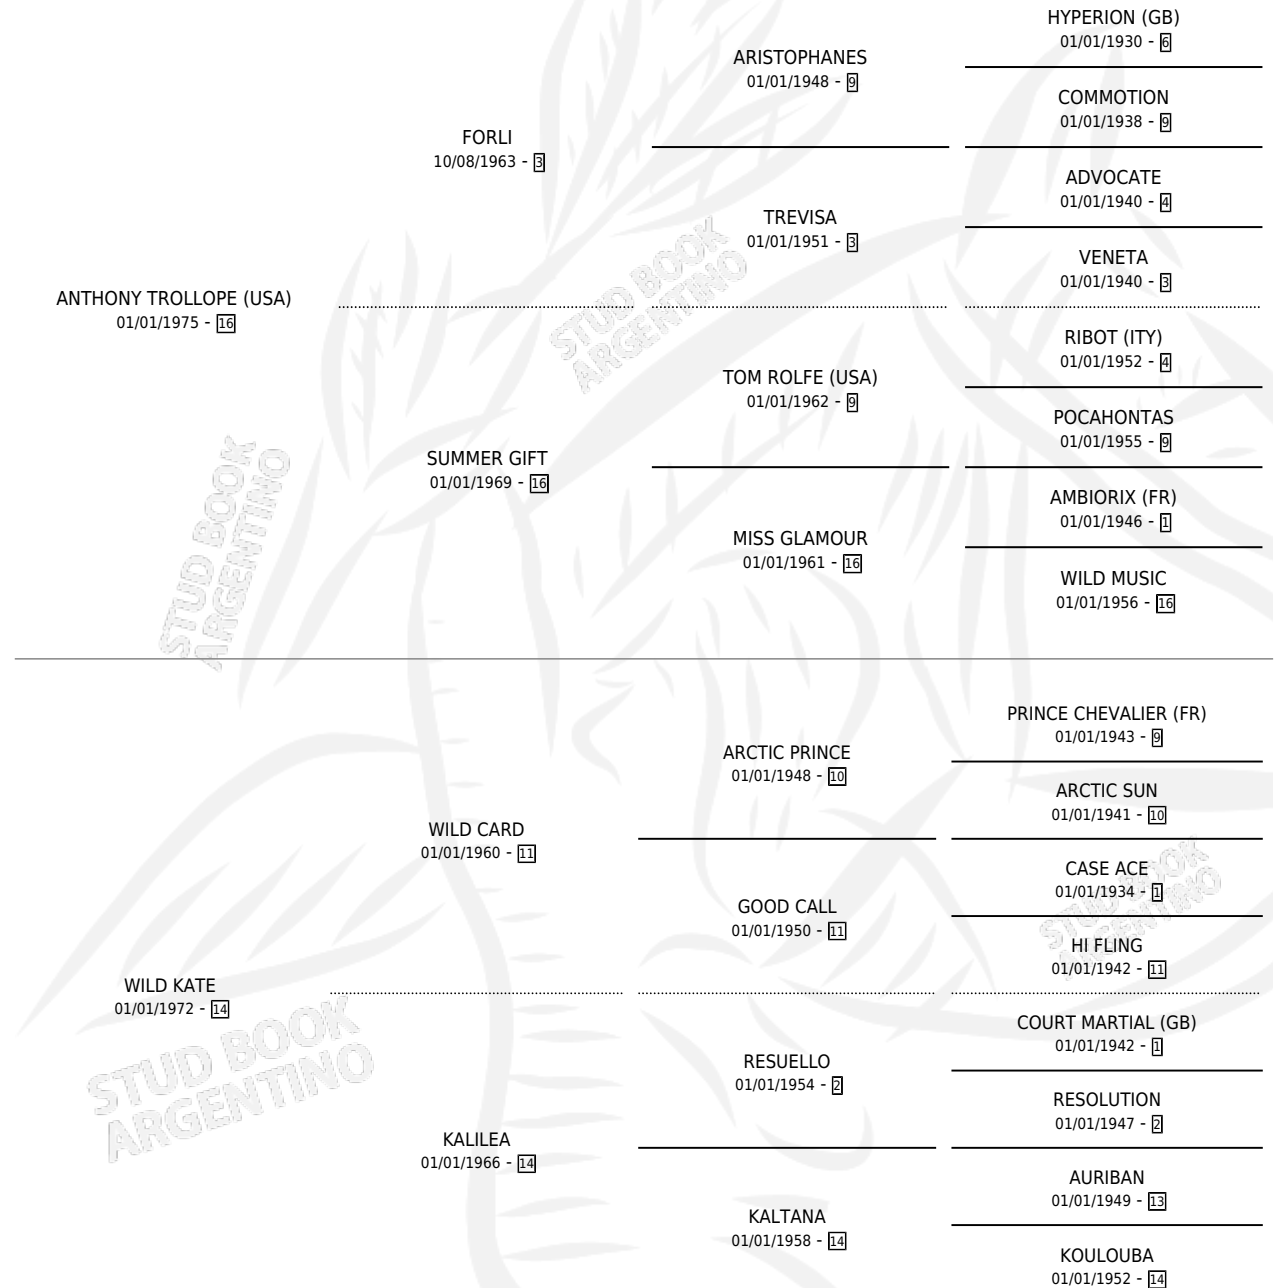 HYPERION (GB)
01/01/1930 - 6
ARISTOPHANES
01/01/1948 - 9
COMMOTION
01/01/1938 - 9
FORLI
10/08/1963 - 3
ADVOCATE
01/01/1940 - 4
TREVISA
01/01/1951 - 3
VENETA
01/01/1940 - 3
ANTHONY TROLLOPE (USA)
01/01/1975 - 16
RIBOT (ITY)
01/01/1952 - 4
TOM ROLFE (USA)
01/01/1962 - 9
POCAHONTAS
01/01/1955 - 9
SUMMER GIFT
01/01/1969 - 16
AMBIORIX (FR)
01/01/1946 - 1
MISS GLAMOUR
01/01/1961 - 16
WILD MUSIC
01/01/1956 - 16
PRINCE CHEVALIER (FR)
01/01/1943 - 9
ARCTIC PRINCE
01/01/1948 - 10
ARCTIC SUN
01/01/1941 - 10
WILD CARD
01/01/1960 - 11
CASE ACE
01/01/1934 - 1
GOOD CALL
01/01/1950 - 11
HI FLING
01/01/1942 - 11
WILD KATE
01/01/1972 - 14
COURT MARTIAL (GB)
01/01/1942 - 1
RESUELLO
01/01/1954 - 2
RESOLUTION
01/01/1947 - 2
KALILEA
01/01/1966 - 14
AURIBAN
01/01/1949 - 13
KALTANA
01/01/1958 - 14
KOULOUBA
01/01/1952 - 14
STUD BOOK
ARGENTINO
STUD BOOK
ARGENTINO
STUD BOOK
ARGENTINO
STUD BOOK
ARGENTINO